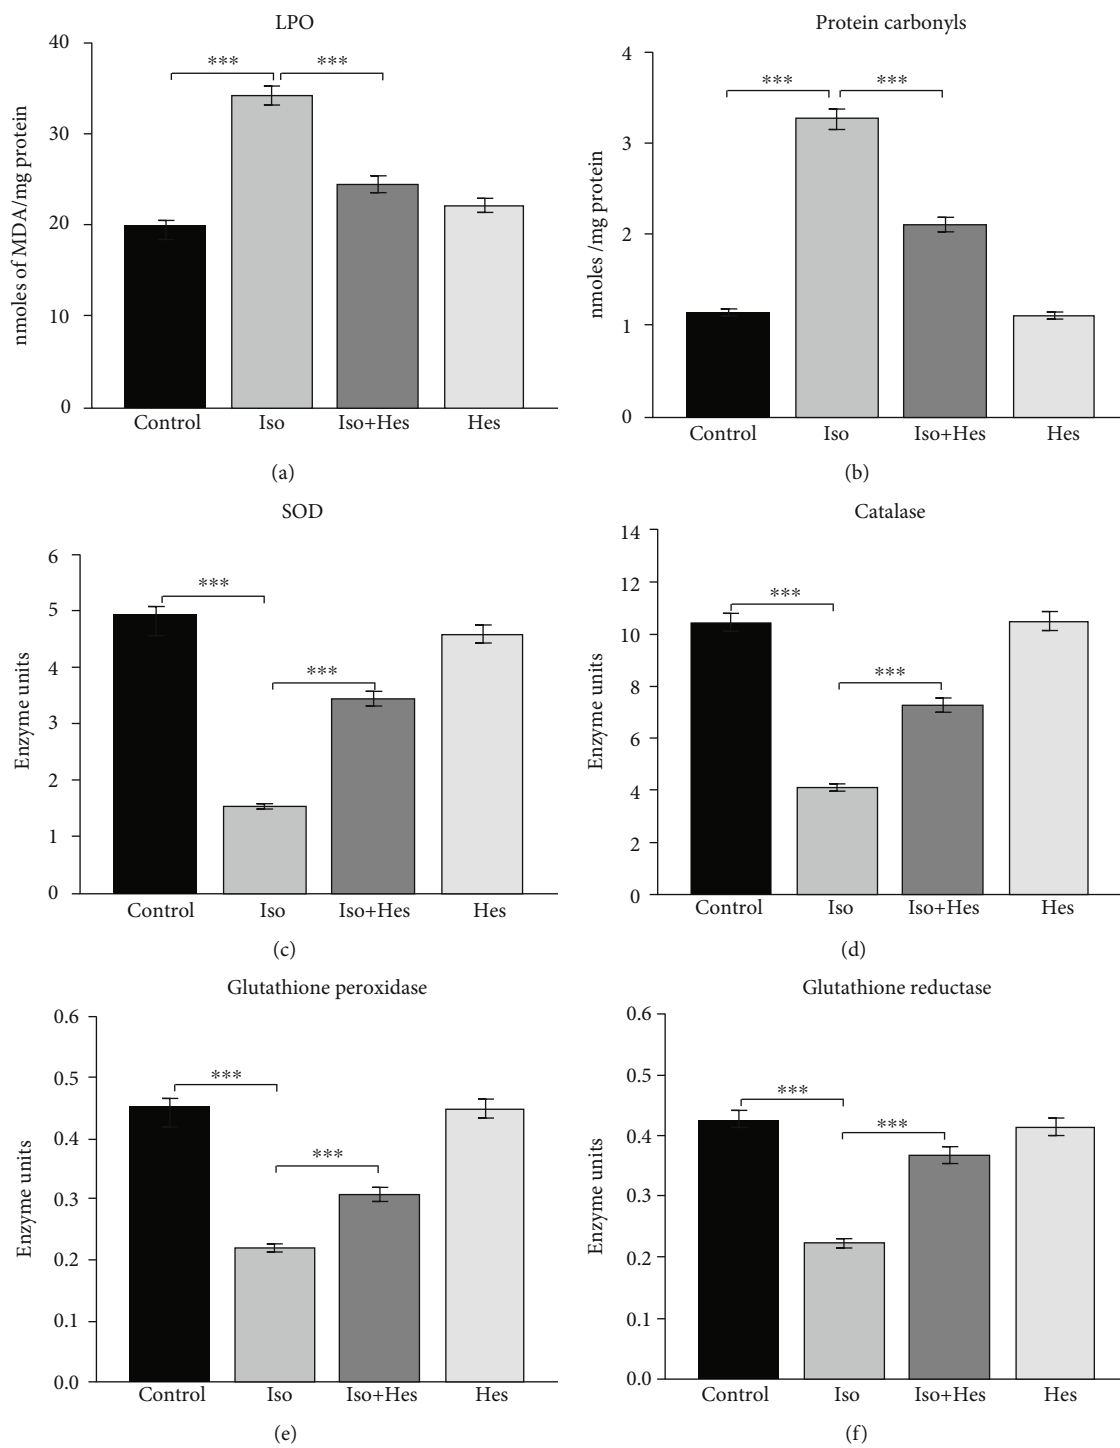 LPO
40
30
20
10
0
nmoles of MDA/mg protein
***
***
Control Iso Iso+Hes Hes
(a)
Protein carbonyls
4
3
2
1
0
nmoles /mg protein
***
***
Control Iso Iso+Hes Hes
(b)
SOD
6
5
4
3
2
1
0
Enzyme units
***
***
Control Iso Iso+Hes Hes
(c)
Catalase
14
12
10
8
6
4
2
0
Enzyme units
***
***
Control Iso Iso+Hes Hes
(d)
Glutathione peroxidase
0.6
0.5
0.4
0.3
0.2
0.1
0.0
Enzyme units
***
***
Control Iso Iso+Hes Hes
(e)
Glutathione reductase
0.6
0.5
0.4
0.3
0.2
0.1
0.0
Enzyme units
***
***
Control Iso Iso+Hes Hes
(f)